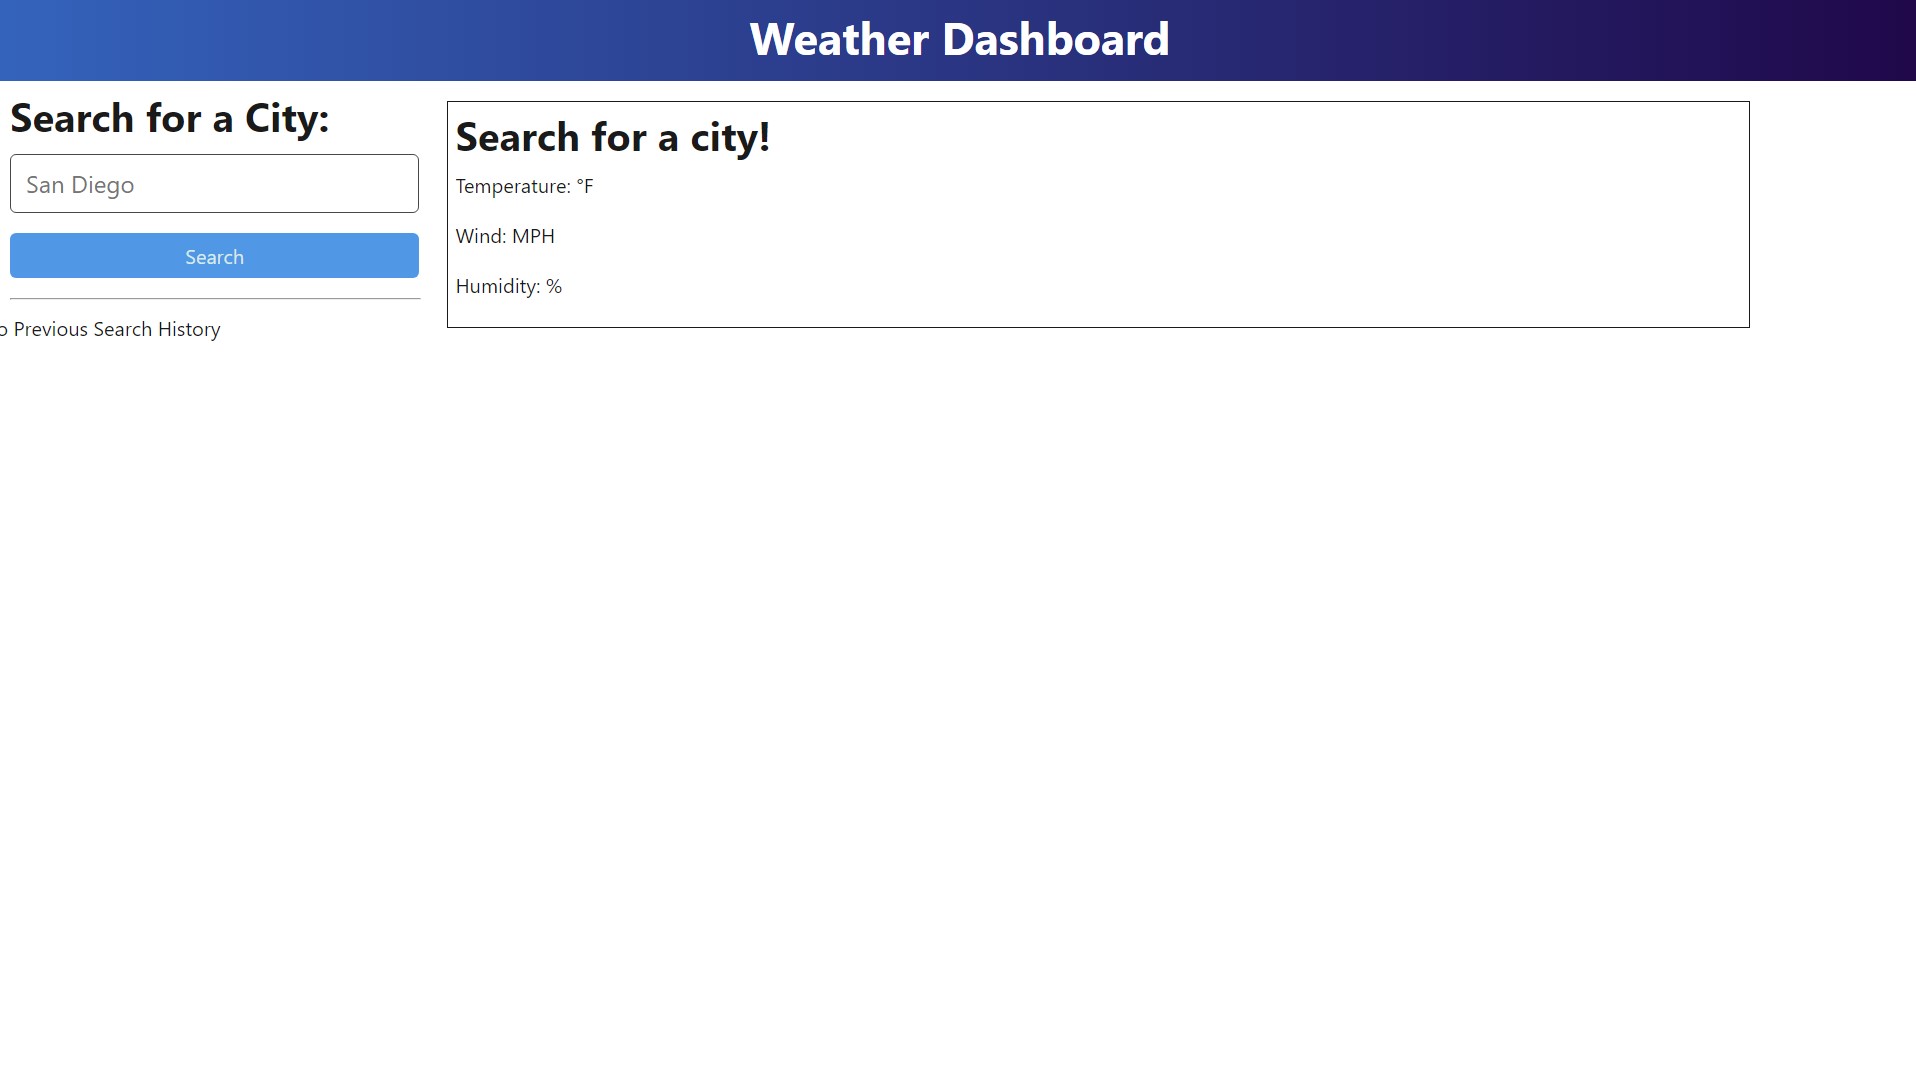 Weather Dashboard
Search for a City:
San Diego
Search
o Previous Search History
Search for a city!
Temperature: °F
Wind: MPH
Humidity: %